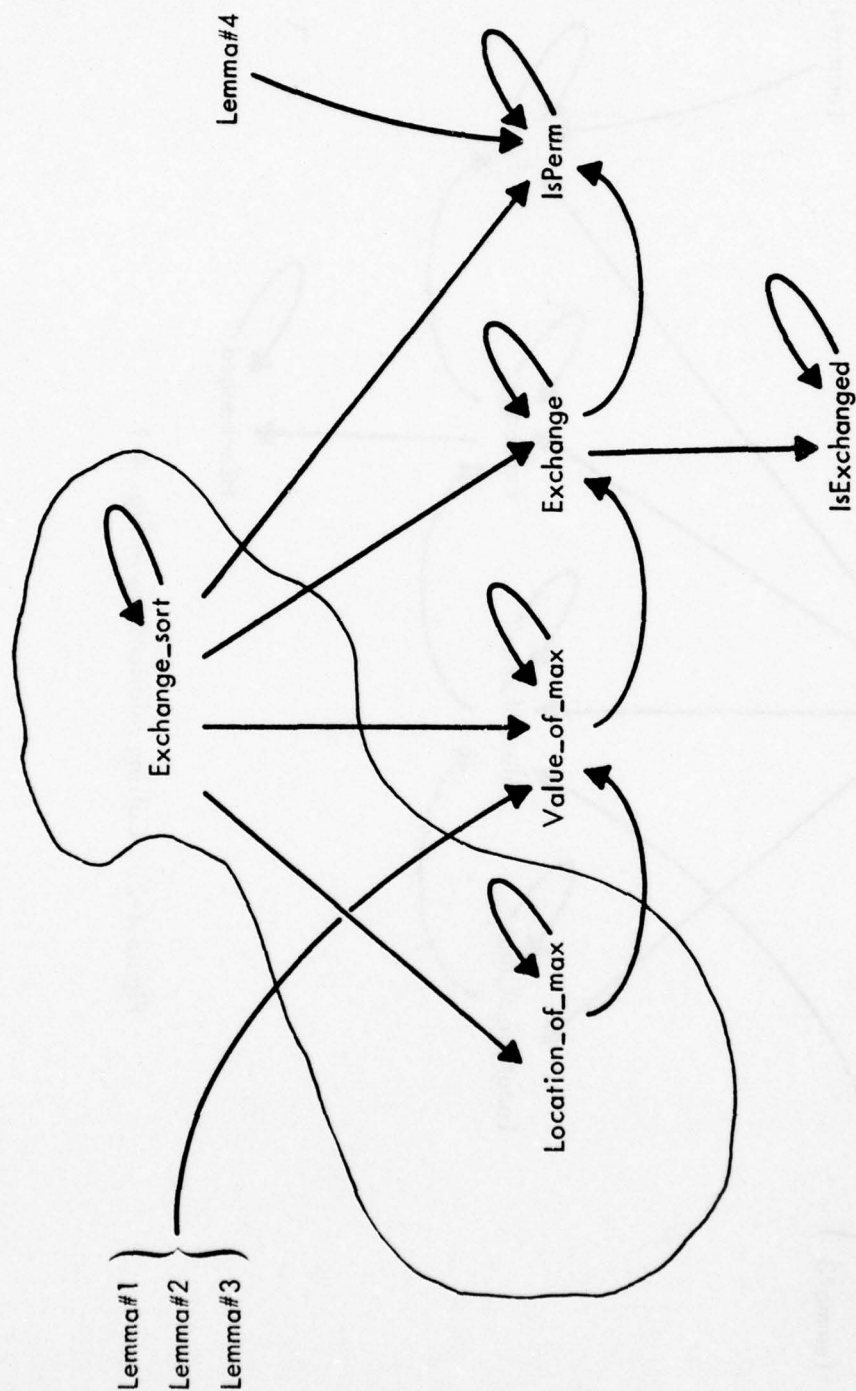 Lemma#1
Lemma#2
Lemma#3
Exchange_sort
Lemma#4
Location_of_max
Value_of_max
Exchange
IsPerm
IsExchanged